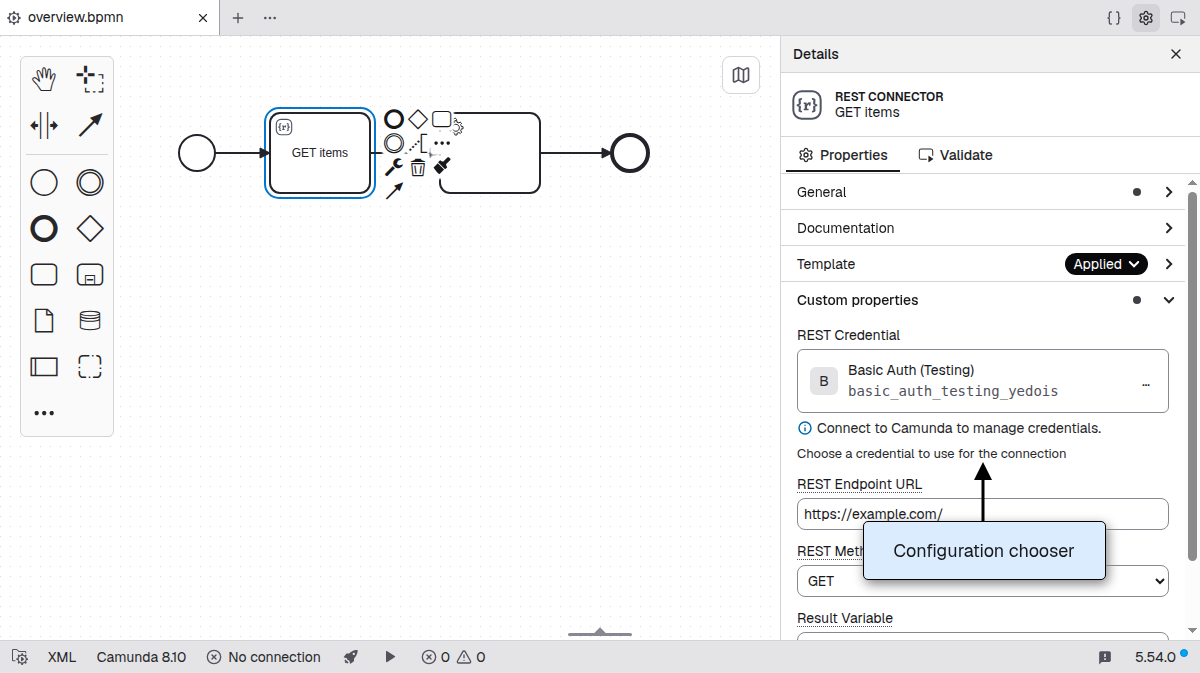 overview.bpmn
Details
REST CONNECTOR
GET items
GET items
Properties
Validate
General
Documentation
Template
Applied
Custom properties
REST Credential
B
Basic Auth (Testing)
basic_auth_testing_yedois
Connect to Camunda to manage credentials.
Choose a credential to use for the connection
REST Endpoint URL
https://example.com/
Configuration chooser
REST Meth
GET
Result Variable
XML
Camunda 8.10
No connection
0
0
5.54.0